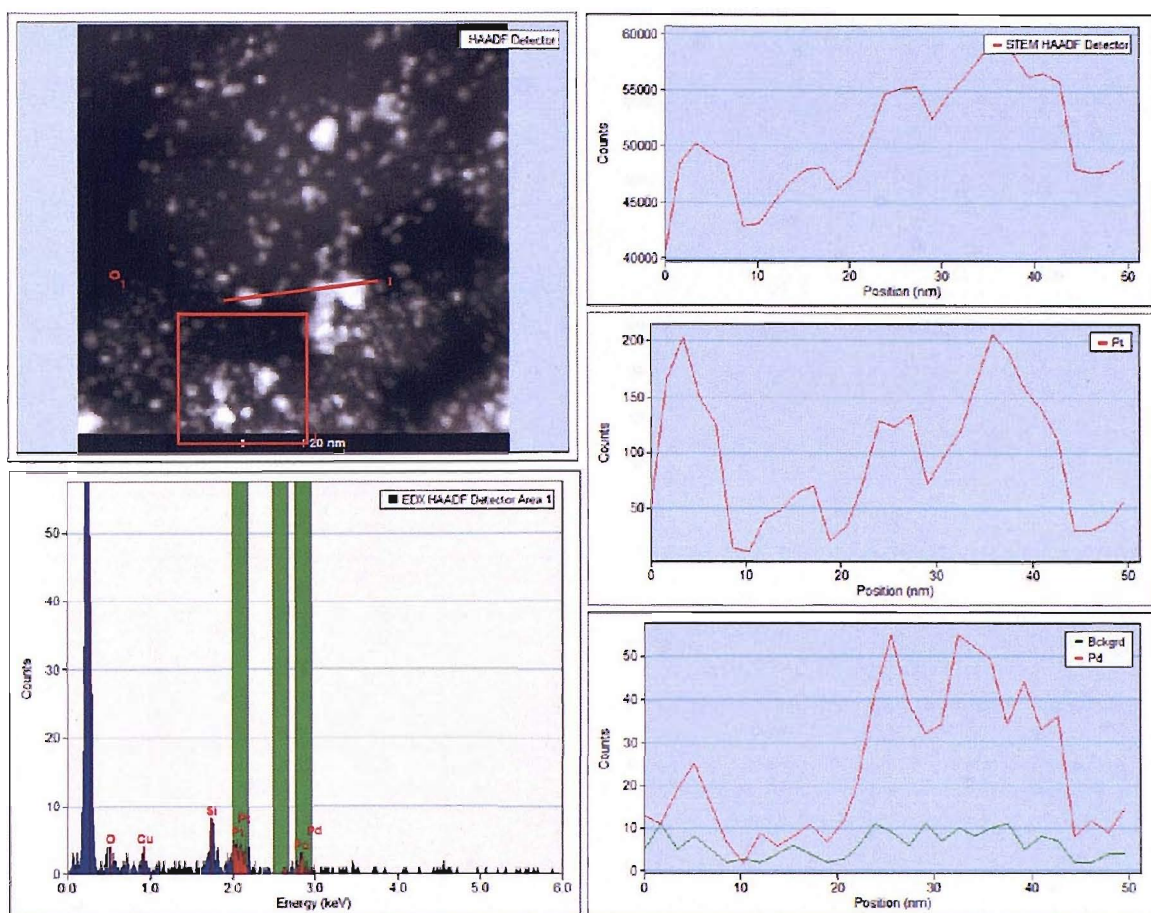 HAADF Detector
1
1
20 nm
EDX HAADF Detector Area 1
Counts
50
40
30
20
10
0
O
Cu
Si
Pt
Pd
0.0 1.0 2.0 3.0 4.0 5.0 6.0
Energy (keV)
STEM HAADF Detector
Counts
60000
55000
50000
45000
40000
0 10 20 30 40 50
Position (nm)
Pt
Counts
200
150
100
50
0 10 20 30 40 50
Position (nm)
Bckgrd
Pd
Counts
50
40
30
20
10
0
0 10 20 30 40 50
Position (nm)